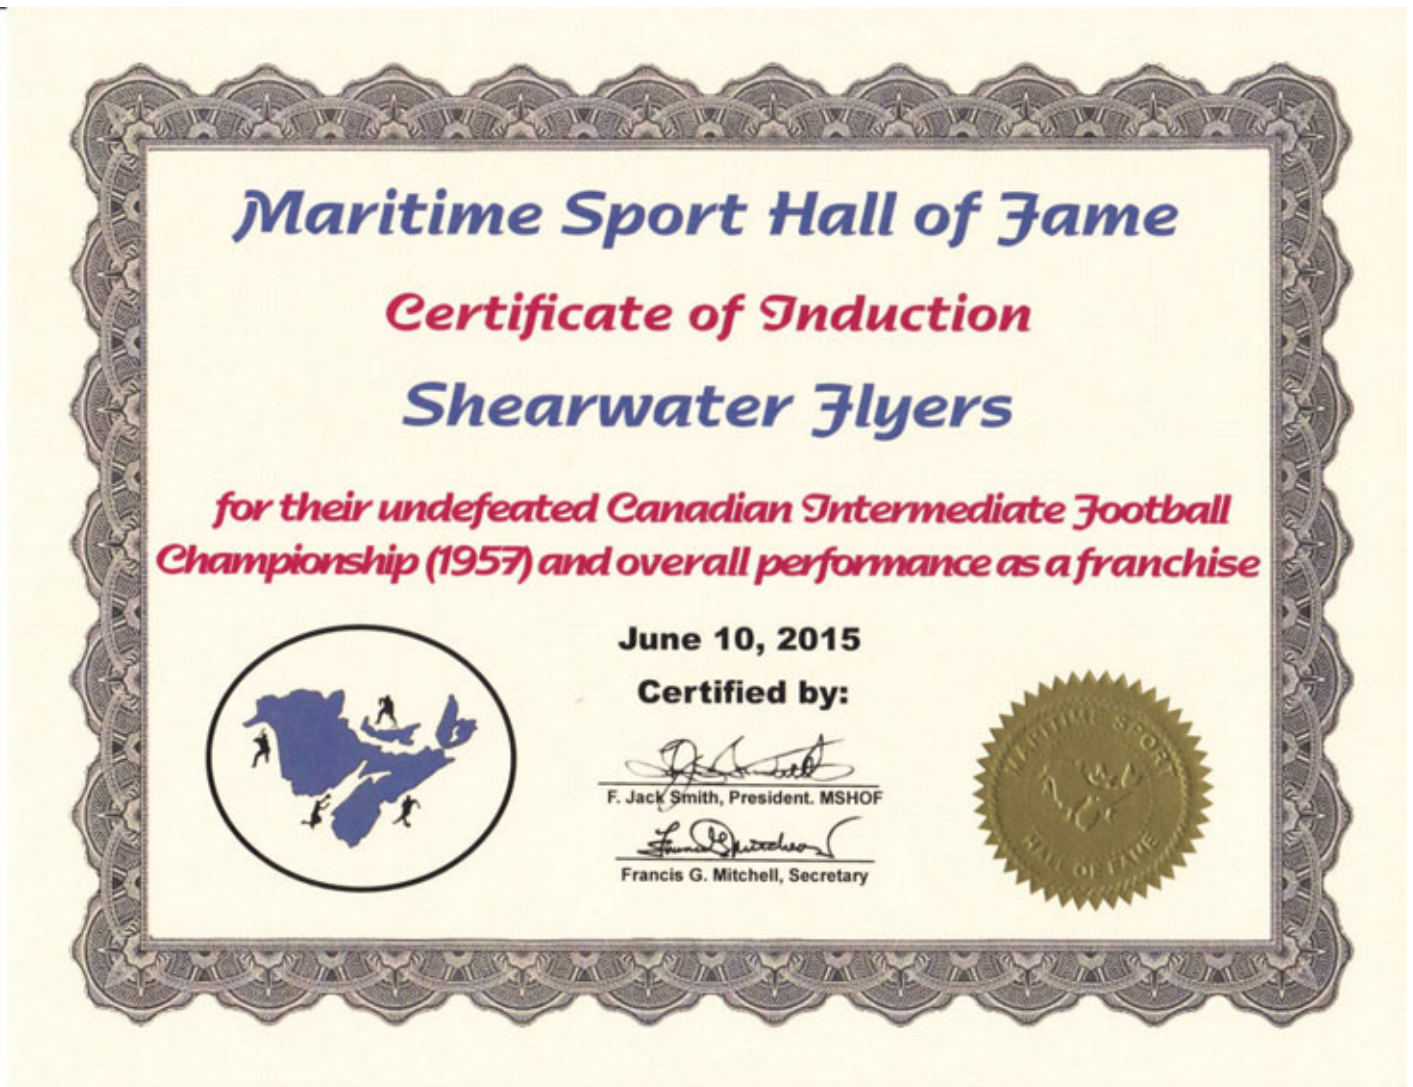 Maritime Sport Hall of Fame
Certificate of Induction
Shearwater Flyers
for their undefeated Canadian Intermediate Football
Championship (1957) and overall performance as a franchise
June 10, 2015
Certified by:
F. Jack Smith, President. MSHOF
Francis G. Mitchell, Secretary
MARITIME SPORT
HALL OF FAME